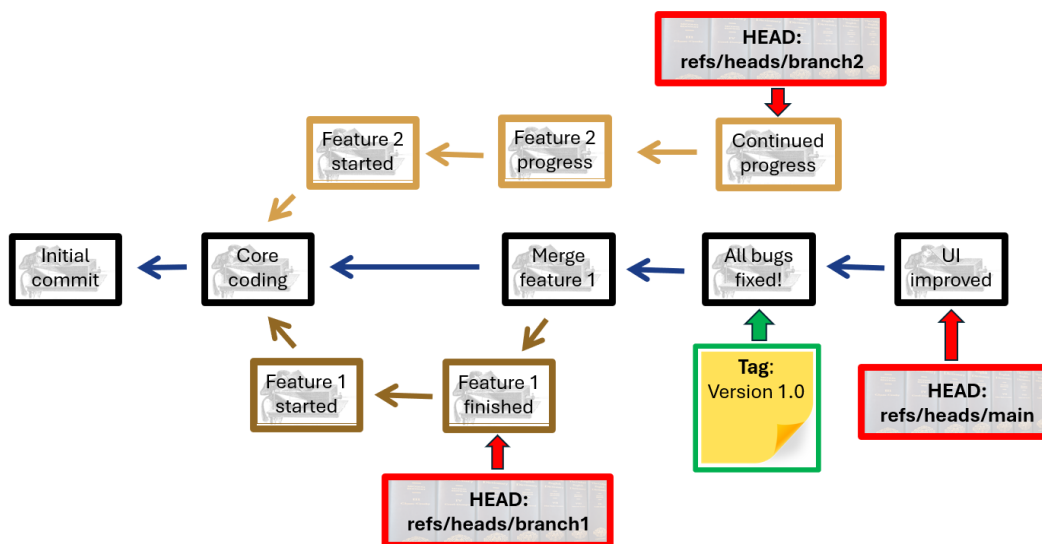 HEAD:
refs/heads/branch2
Feature 2
started
Feature 2
progress
Continued
progress
Initial
commit
Core
coding
Merge
feature 1
All bugs
fixed!
UI
improved
Feature 1
started
Feature 1
finished
Tag:
Version 1.0
HEAD:
refs/heads/main
HEAD:
refs/heads/branch1